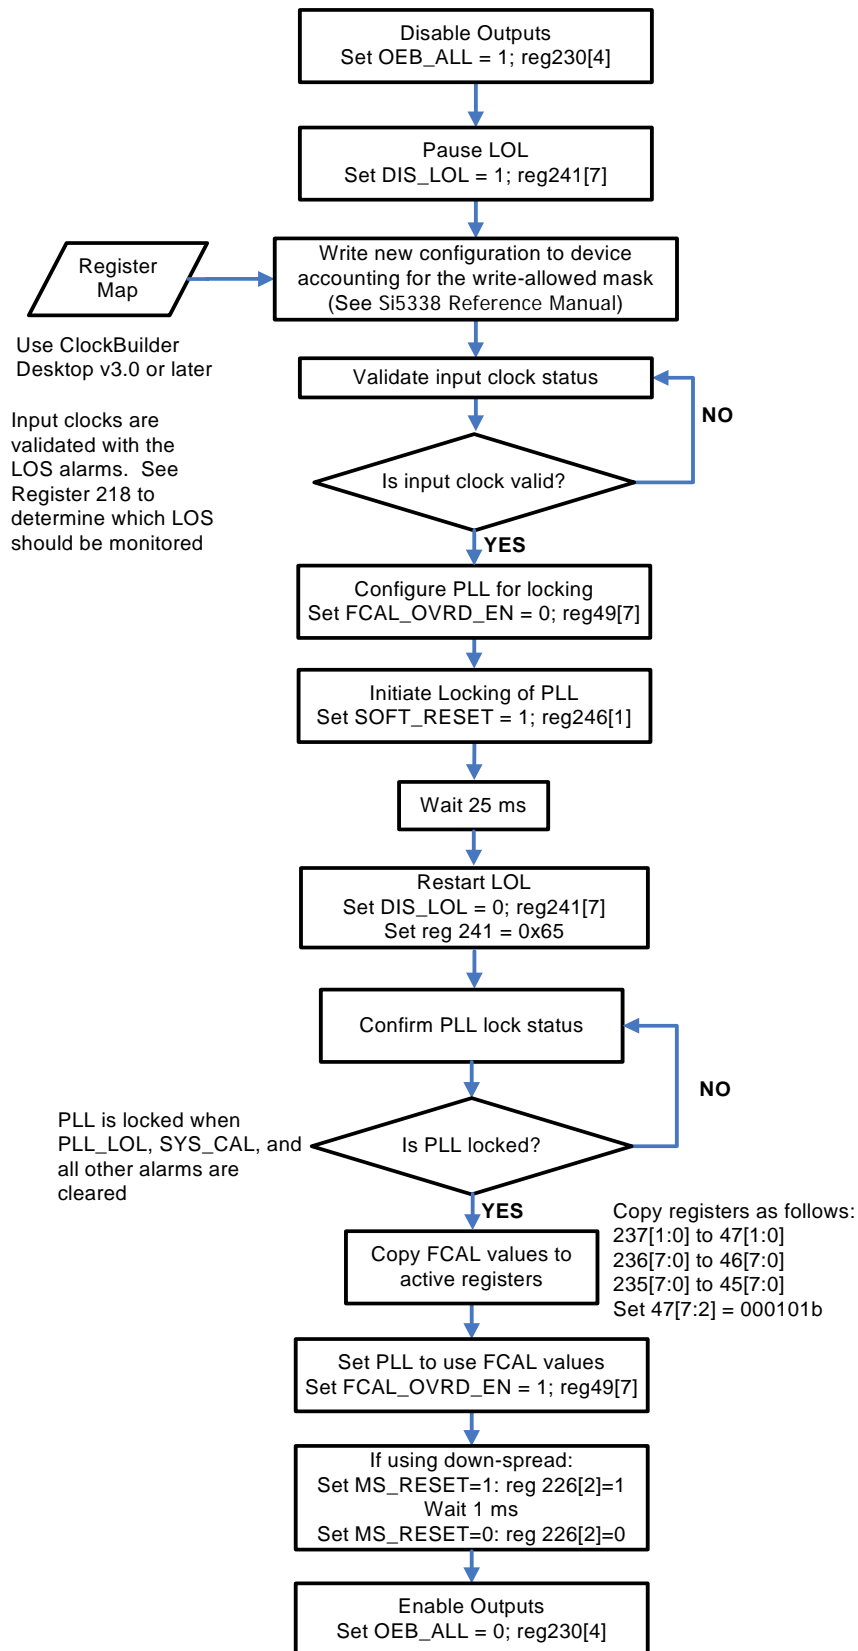 Disable Outputs
Set OEB_ALL = 1; reg230[4]
Pause LOL
Set DIS_LOL = 1; reg241[7]
Register
Map
Write new configuration to device
accounting for the write-allowed mask
(See Si5338 Reference Manual)
Use ClockBuilder
Desktop v3.0 or later
Validate input clock status
Input clocks are
validated with the
LOS alarms.  See
Register 218 to
determine which LOS
should be monitored
NO
Is input clock valid?
YES
Configure PLL for locking
Set FCAL_OVRD_EN = 0; reg49[7]
Initiate Locking of PLL
Set SOFT_RESET = 1; reg246[1]
Wait 25 ms
Restart LOL
Set DIS_LOL = 0; reg241[7]
Set reg 241 = 0x65
Confirm PLL lock status
NO
PLL is locked when
PLL_LOL, SYS_CAL, and
all other alarms are
cleared
Is PLL locked?
YES
Copy FCAL values to
active registers
Copy registers as follows:
237[1:0] to 47[1:0]
236[7:0] to 46[7:0]
235[7:0] to 45[7:0]
Set 47[7:2] = 000101b
Set PLL to use FCAL values
Set FCAL_OVRD_EN = 1; reg49[7]
If using down-spread:
Set MS_RESET=1: reg 226[2]=1
Wait 1 ms
Set MS_RESET=0: reg 226[2]=0
Enable Outputs
Set OEB_ALL = 0; reg230[4]